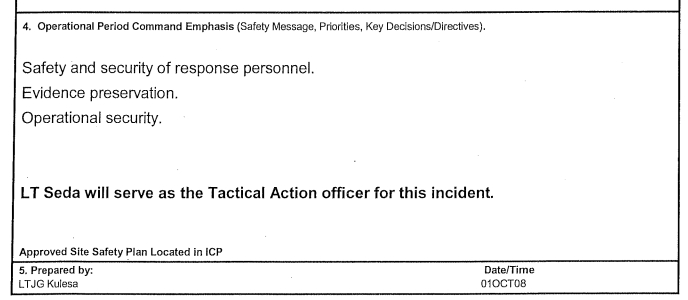 4. Operational Period Command Emphasis (Safety Message, Priorities, Key Decisions/Directives).
Safety and security of response personnel.
Evidence preservation.
Operational security.
LT Seda will serve as the Tactical Action officer for this incident.
Approved Site Safety Plan Located in ICP
5. Prepared by: Date/Time
LTJG Kulesa 01OCT08